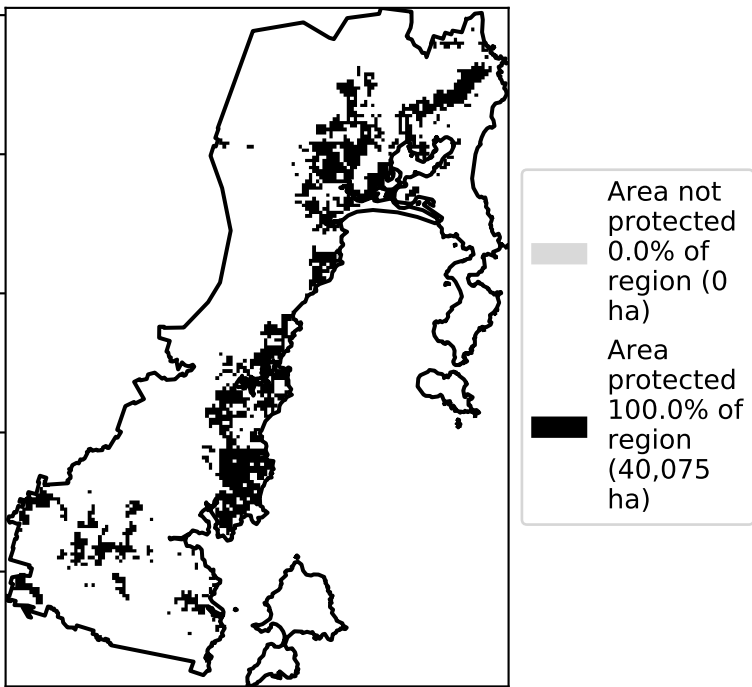 Area not
protected
0.0% of
region (0
ha)
Area
protected
100.0% of
region
(40,075
ha)